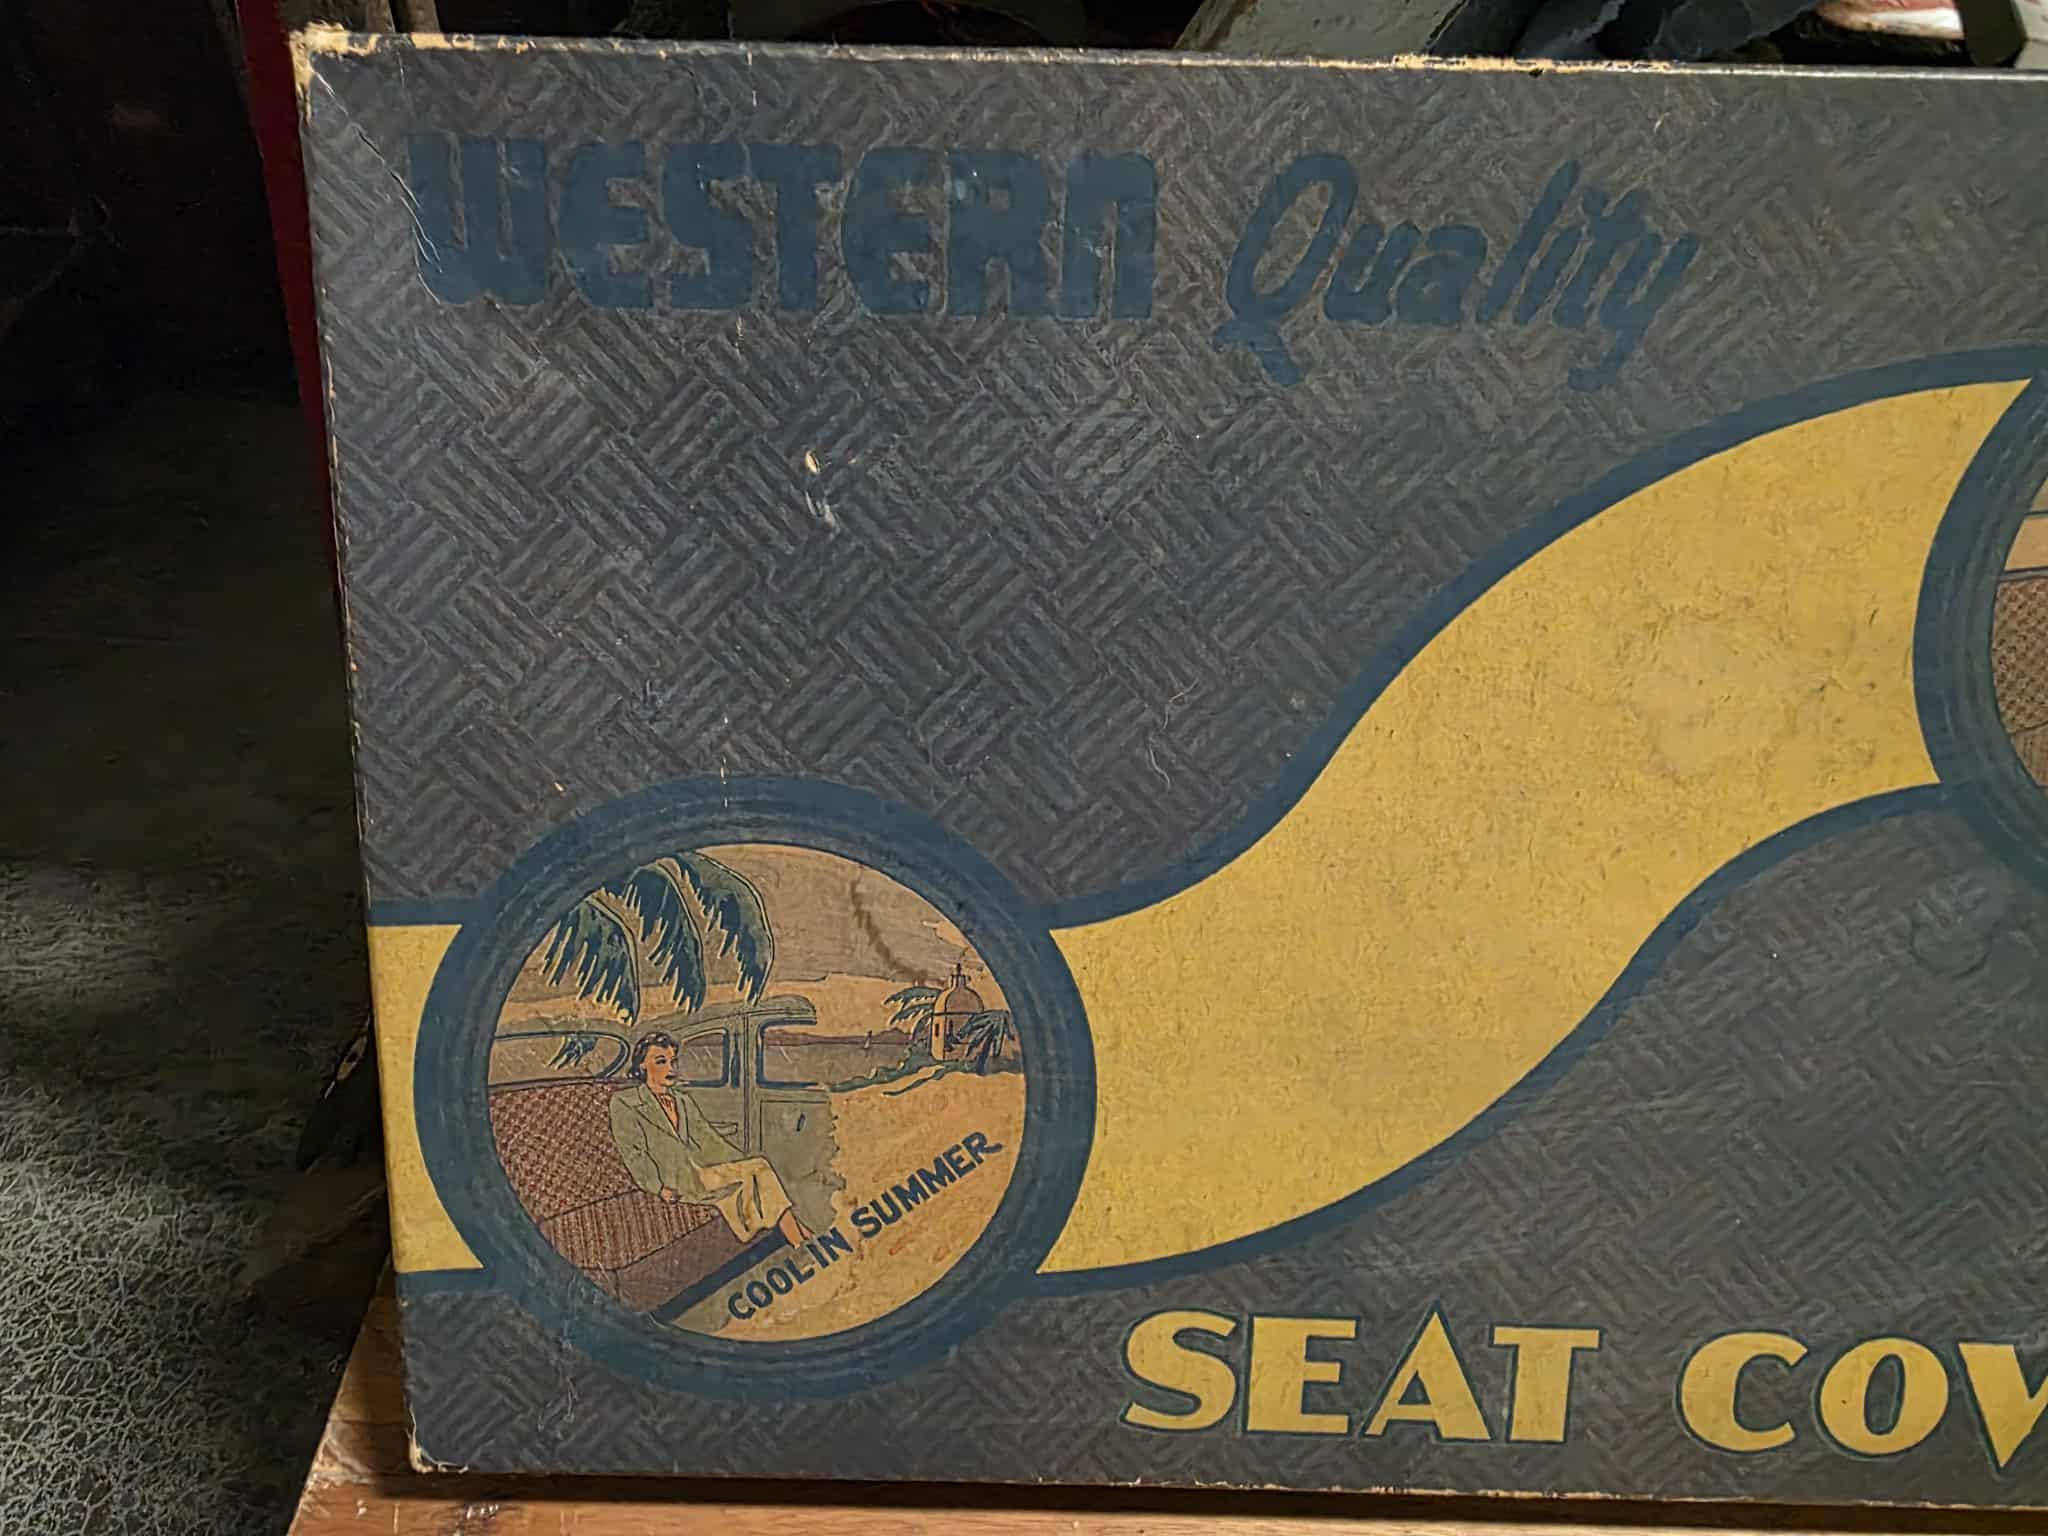 WESTERN Quality
COOL IN SUMMER
SEAT COV